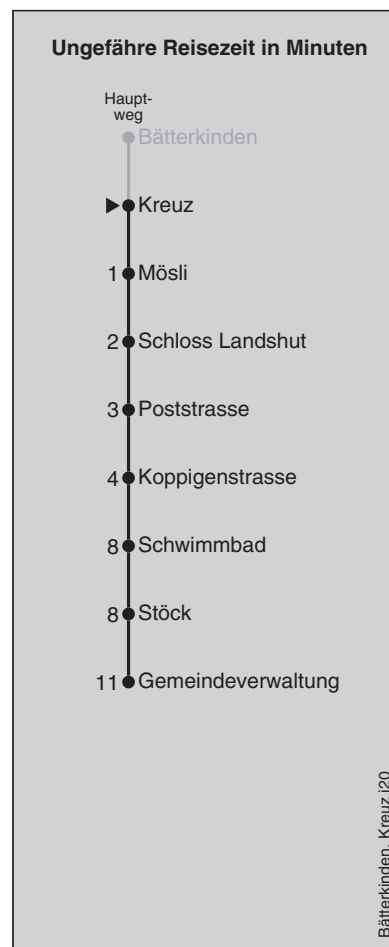 Ungefähre Reisezeit in Minuten
Haupt-
weg
Bätterkinden
Kreuz
1 Mösli
2 Schloss Landshut
3 Poststrasse
4 Koppigenstrasse
8 Schwimmbad
8 Stöck
11 Gemeindeverwaltung
Bätterkinden, Kreuz j20